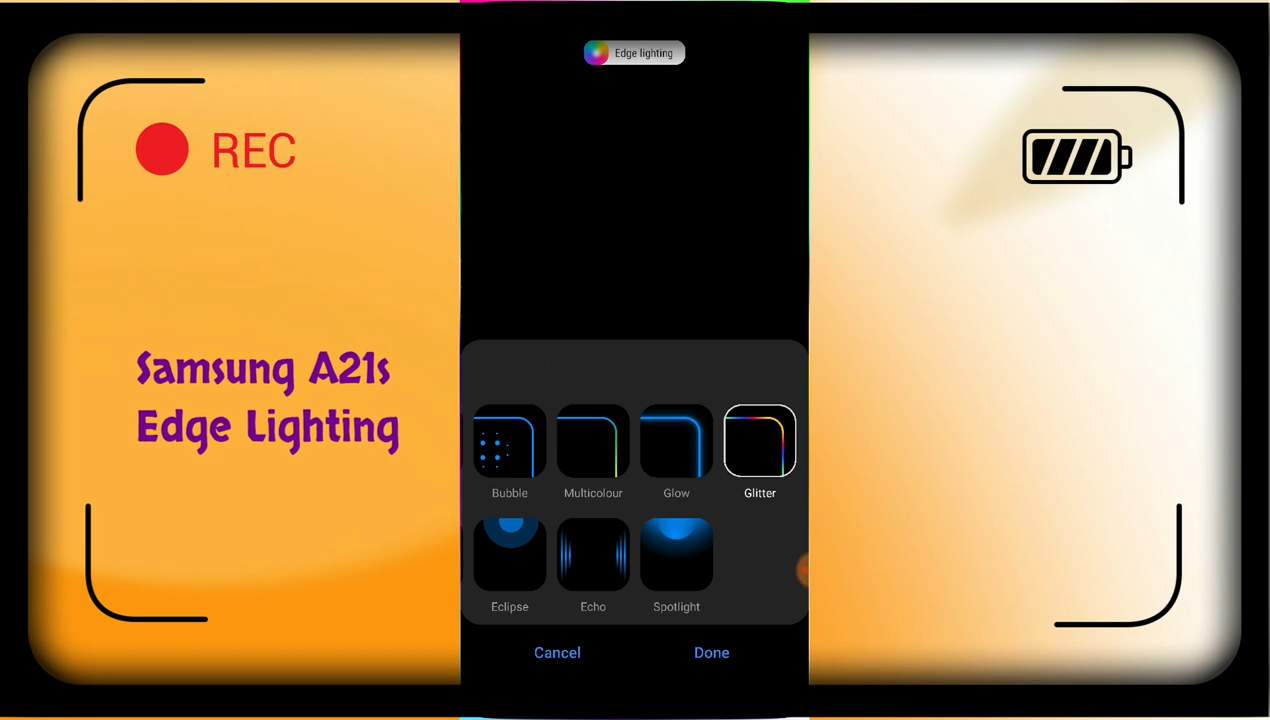 Edge lighting
REC
Samsung A21s
Edge Lighting
Bubble
Multicolour
Glow
Glitter
Eclipse
Echo
Spotlight
Cancel
Done